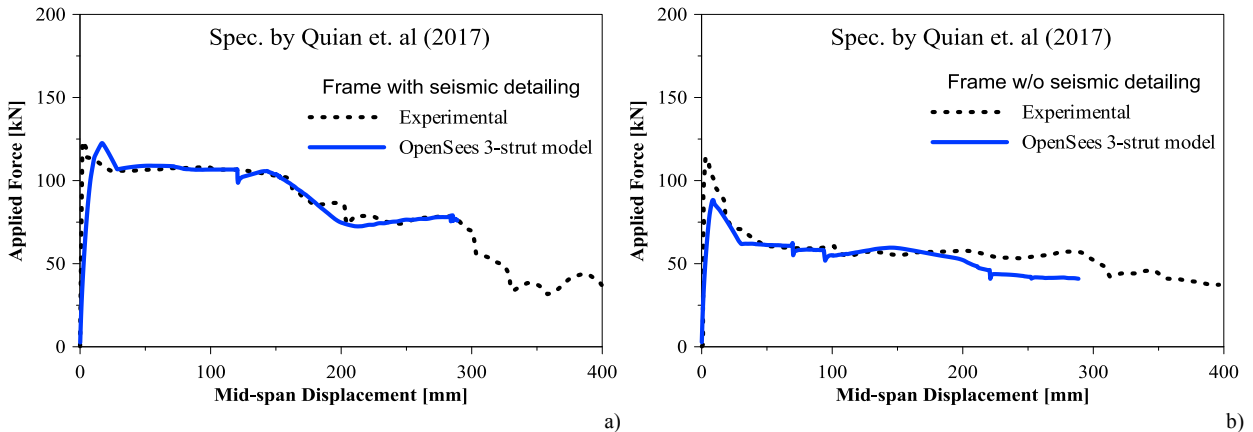 Spec. by Quian et. al (2017)
Frame with seismic detailing
Experimental
OpenSees 3-strut model
Applied Force [kN]
200
150
100
50
0
0 100 200 300 400
Mid-span Displacement [mm]
a)
Spec. by Quian et. al (2017)
Frame w/o seismic detailing
Experimental
OpenSees 3-strut model
Applied Force [kN]
200
150
100
50
0
0 100 200 300 400
Mid-span Displacement [mm]
b)